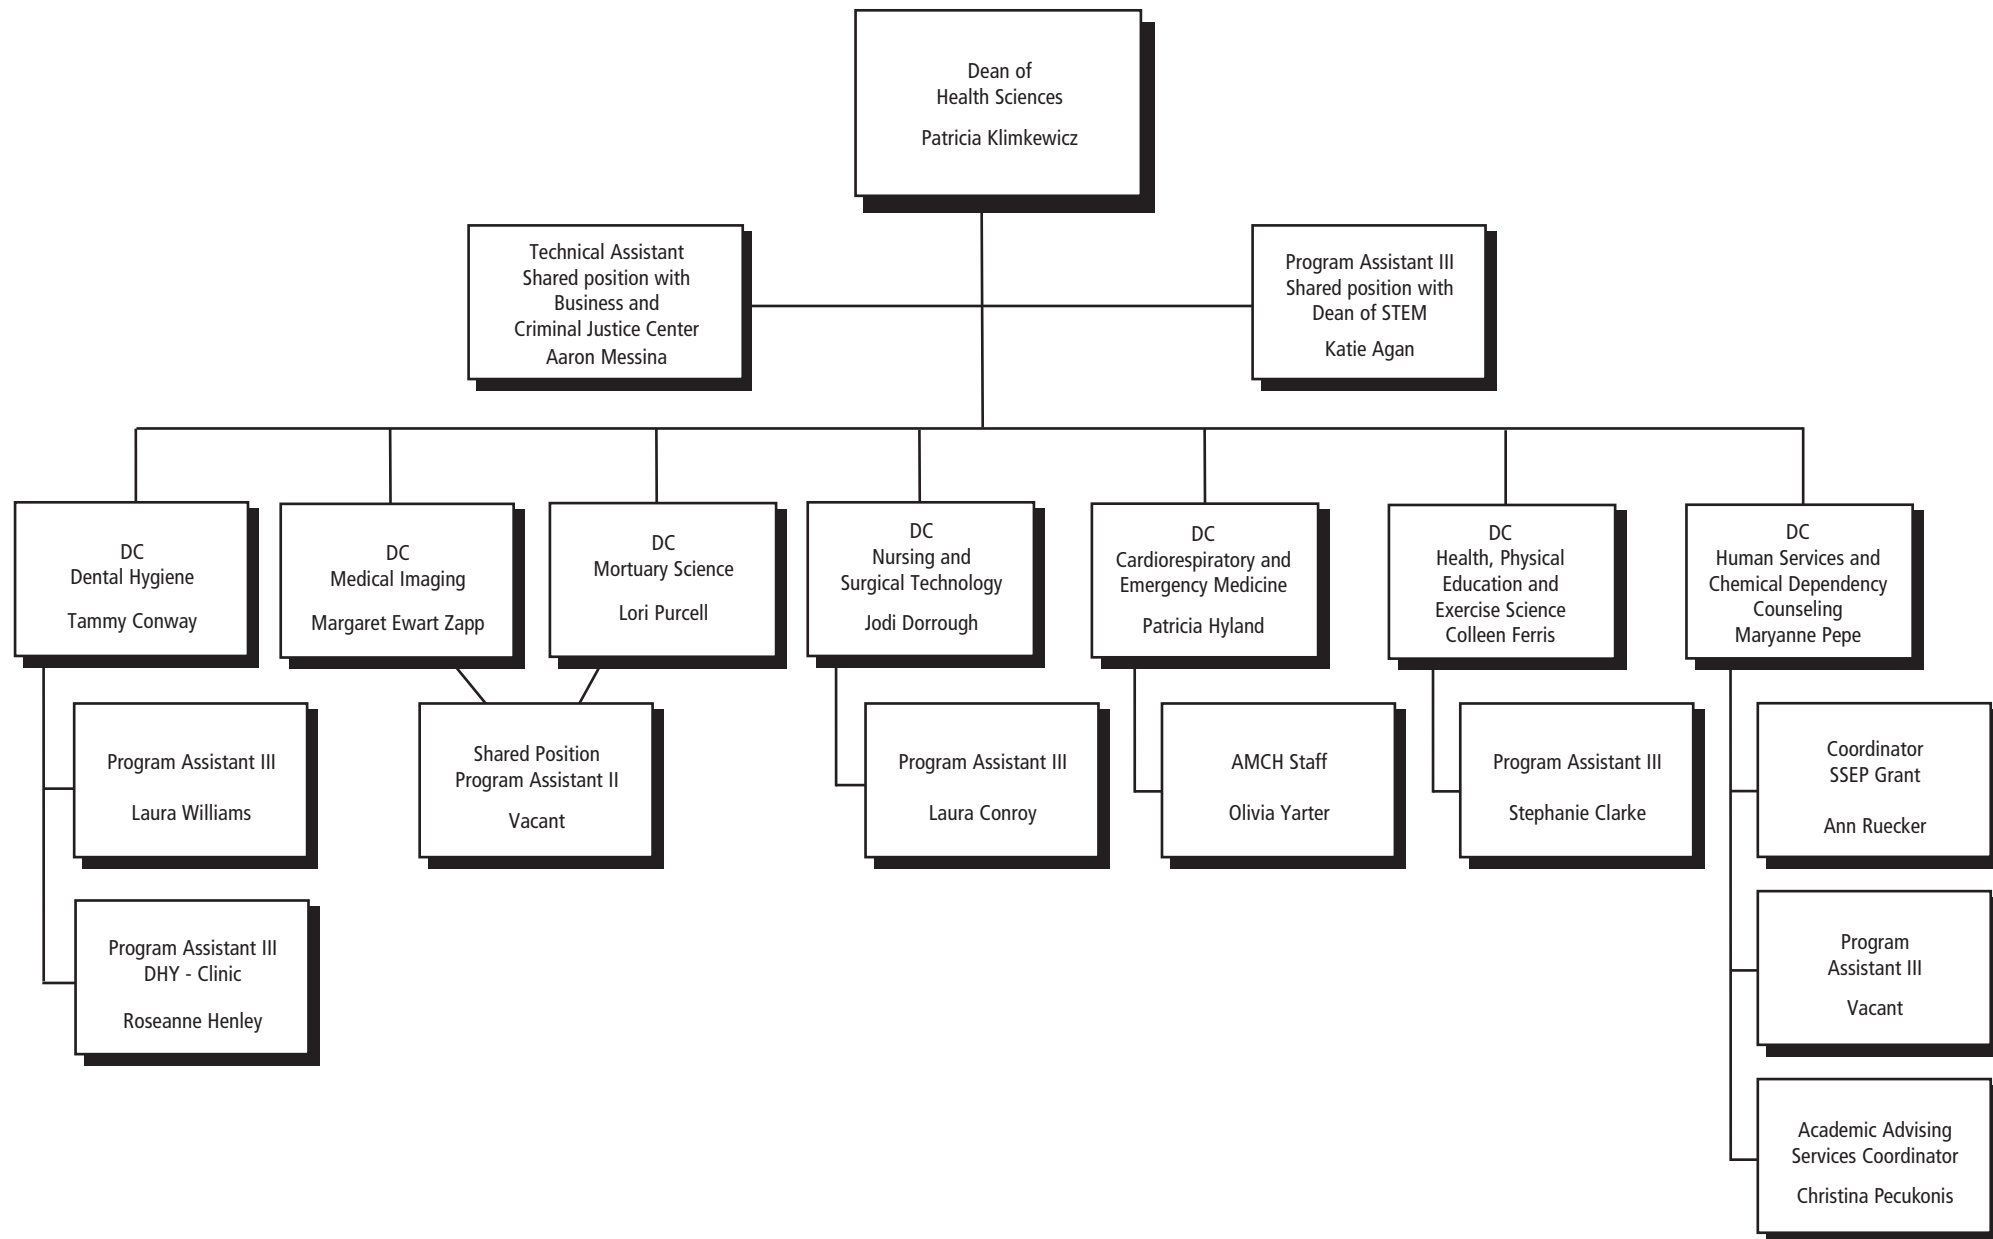 Dean of
Health Sciences
Patricia Klimkewicz
Technical Assistant
Shared position with
Business and
Criminal Justice Center
Aaron Messina
Program Assistant III
Shared position with
Dean of STEM
Katie Agan
DC
Dental Hygiene
Tammy Conway
DC
Medical Imaging
Margaret Ewart Zapp
DC
Mortuary Science
Lori Purcell
DC
Nursing and
Surgical Technology
Jodi Dorrough
DC
Cardiorespiratory and
Emergency Medicine
Patricia Hyland
DC
Health, Physical
Education and
Exercise Science
Colleen Ferris
DC
Human Services and
Chemical Dependency
Counseling
Maryanne Pepe
Program Assistant III
Laura Williams
Shared Position
Program Assistant II
Vacant
Program Assistant III
Laura Conroy
AMCH Staff
Olivia Yarter
Program Assistant III
Stephanie Clarke
Coordinator
SSEP Grant
Ann Ruecker
Program Assistant III
DHY - Clinic
Roseanne Henley
Program
Assistant III
Vacant
Academic Advising
Services Coordinator
Christina Pecukonis